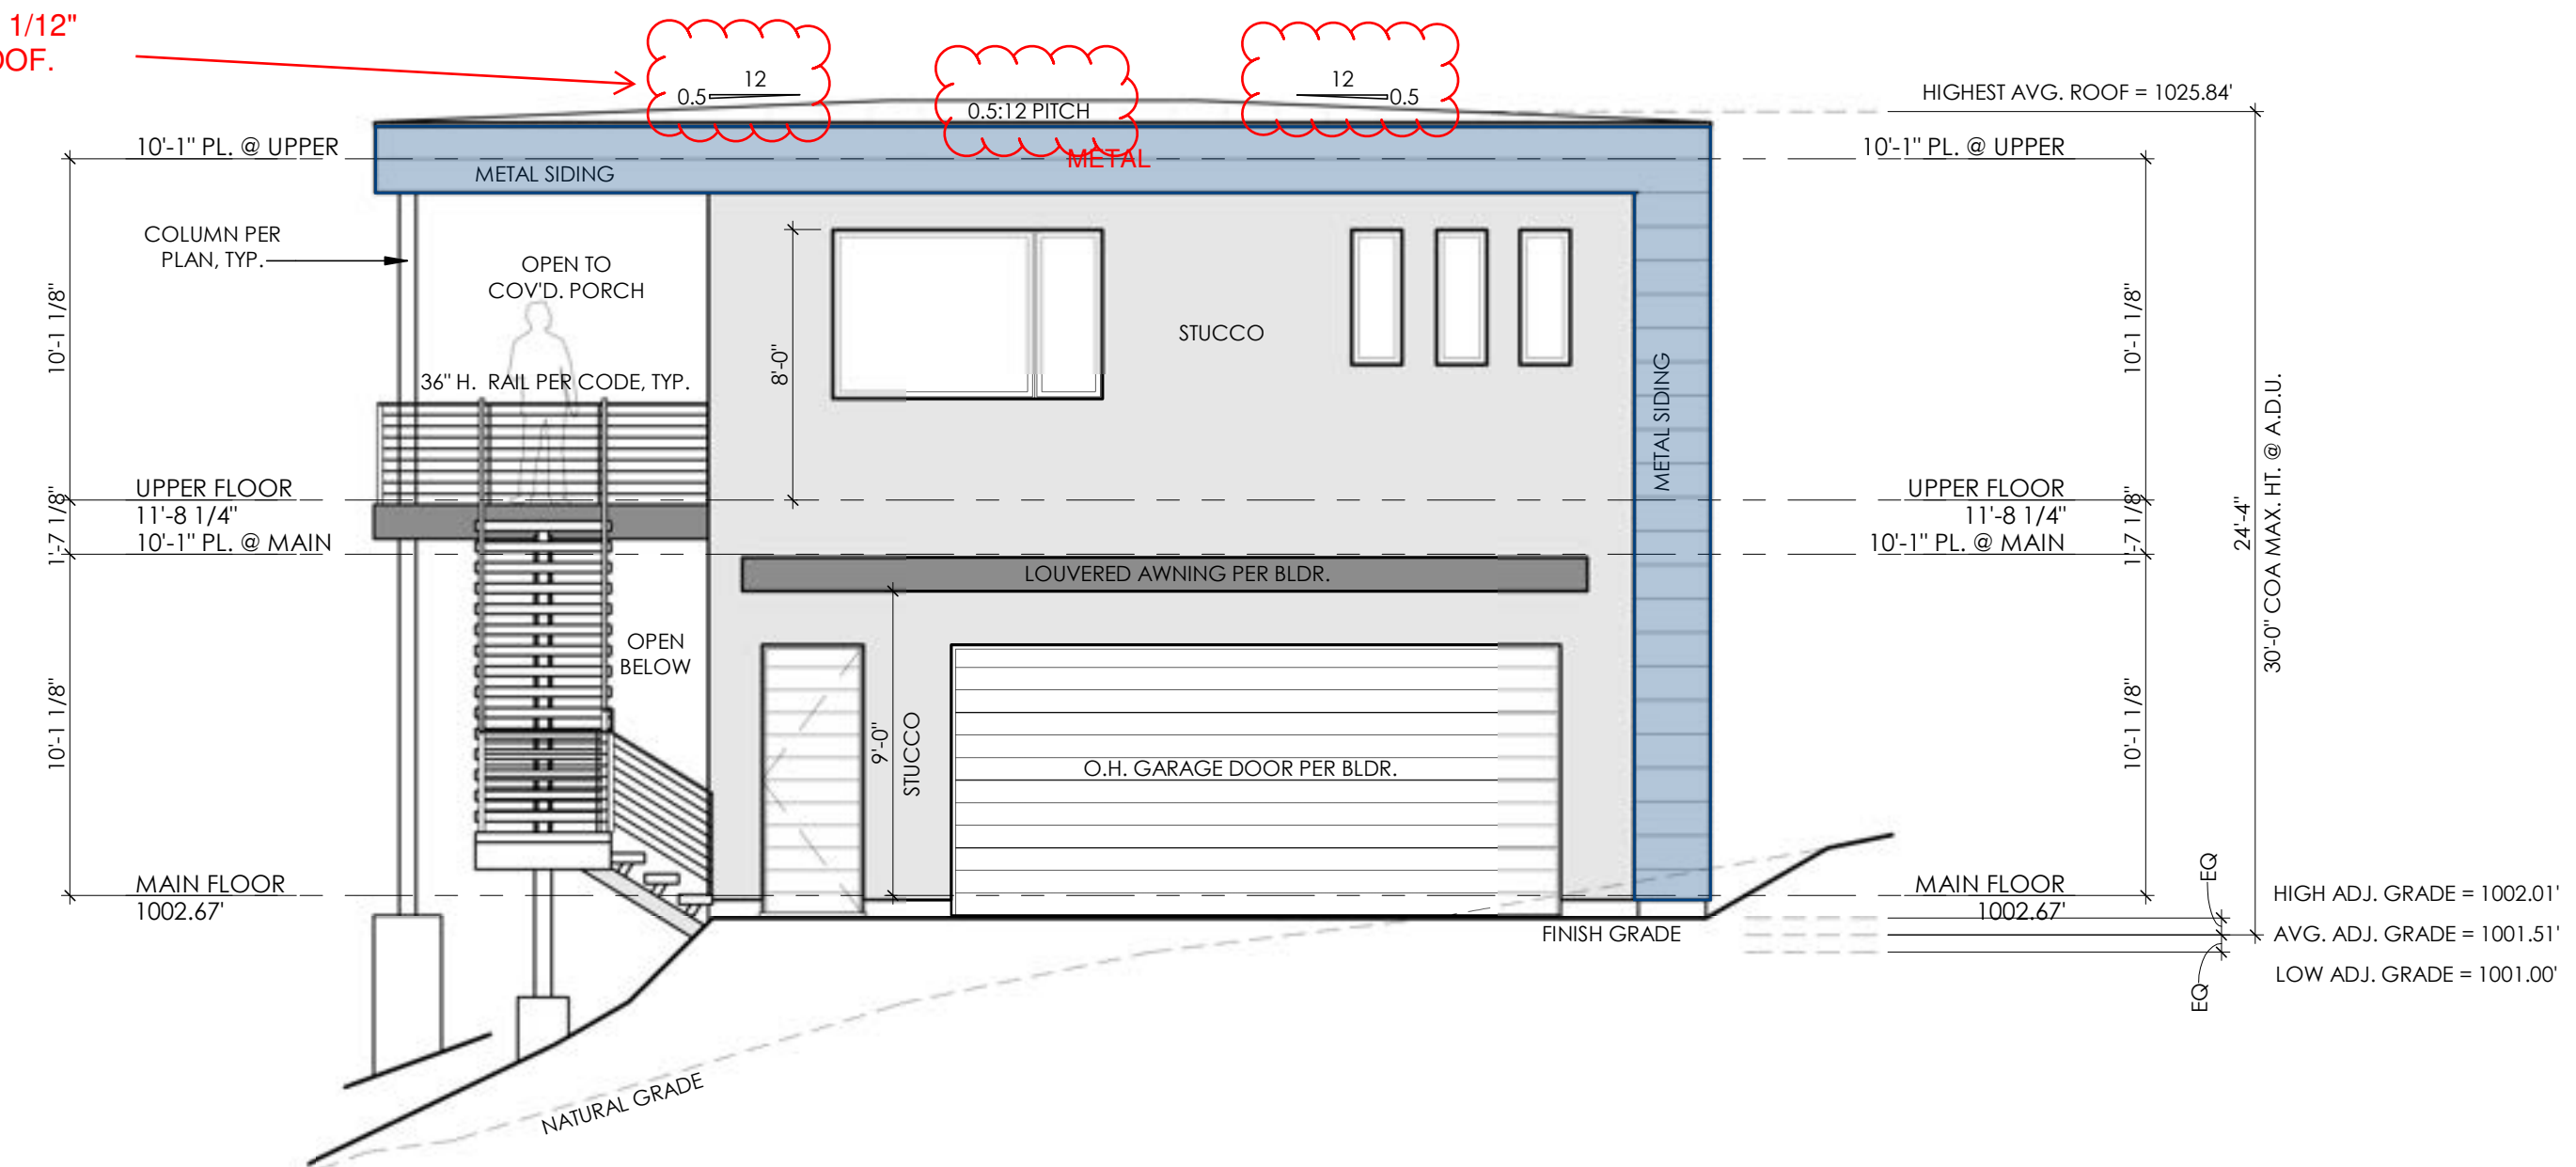 1/12"
OOF.
12
0.5
0.5:12 PITCH
12
0.5
HIGHEST AVG. ROOF = 1025.84'
10'-1" PL. @ UPPER
METAL SIDING
METAL
10'-1" PL. @ UPPER
COLUMN PER
PLAN, TYP.
OPEN TO
COV'D. PORCH
STUCCO
10'-1 1/8"
8'-0"
10'-1 1/8"
36" H.  RAIL PER CODE, TYP.
METAL SIDING
30'-0" COA MAX. HT. @ A.D.U.
24'-4"
UPPER FLOOR
11'-8 1/4"
10'-1" PL. @ MAIN
1'-7 1/8"
UPPER FLOOR
11'-8 1/4"
10'-1" PL. @ MAIN
1'-7 1/8"
LOUVERED AWNING PER BLDR.
OPEN
BELOW
10'-1 1/8"
9'-0"
STUCCO
O.H. GARAGE DOOR PER BLDR.
10'-1 1/8"
MAIN FLOOR
1002.67'
MAIN FLOOR
1002.67'
FINISH GRADE
EQ
HIGH ADJ. GRADE = 1002.01'
AVG. ADJ. GRADE = 1001.51'
LOW ADJ. GRADE = 1001.00'
EQ
NATURAL GRADE